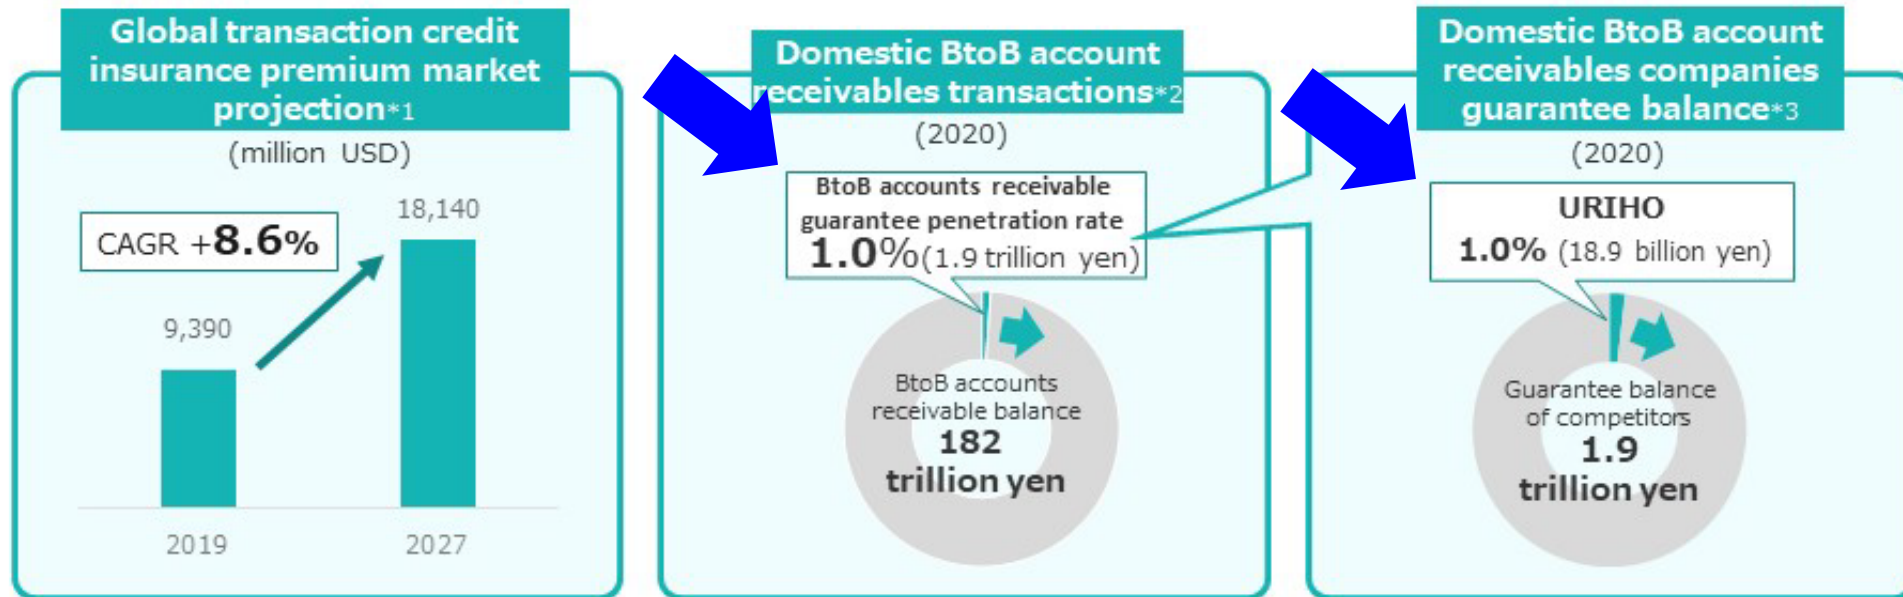 Global transaction credit
insurance premium market
projection*1
(million USD)
CAGR +8.6%
18,140
9,390
2019
2027
Domestic BtoB account
receivables transactions*2
(2020)
BtoB accounts receivable
guarantee penetration rate
1.0%(1.9 trillion yen)
BtoB accounts
receivable balance
182
trillion yen
Domestic BtoB account
receivables companies
guarantee balance*3
(2020)
URIHO
1.0% (18.9 billion yen)
Guarantee balance
of competitors
1.9
trillion yen